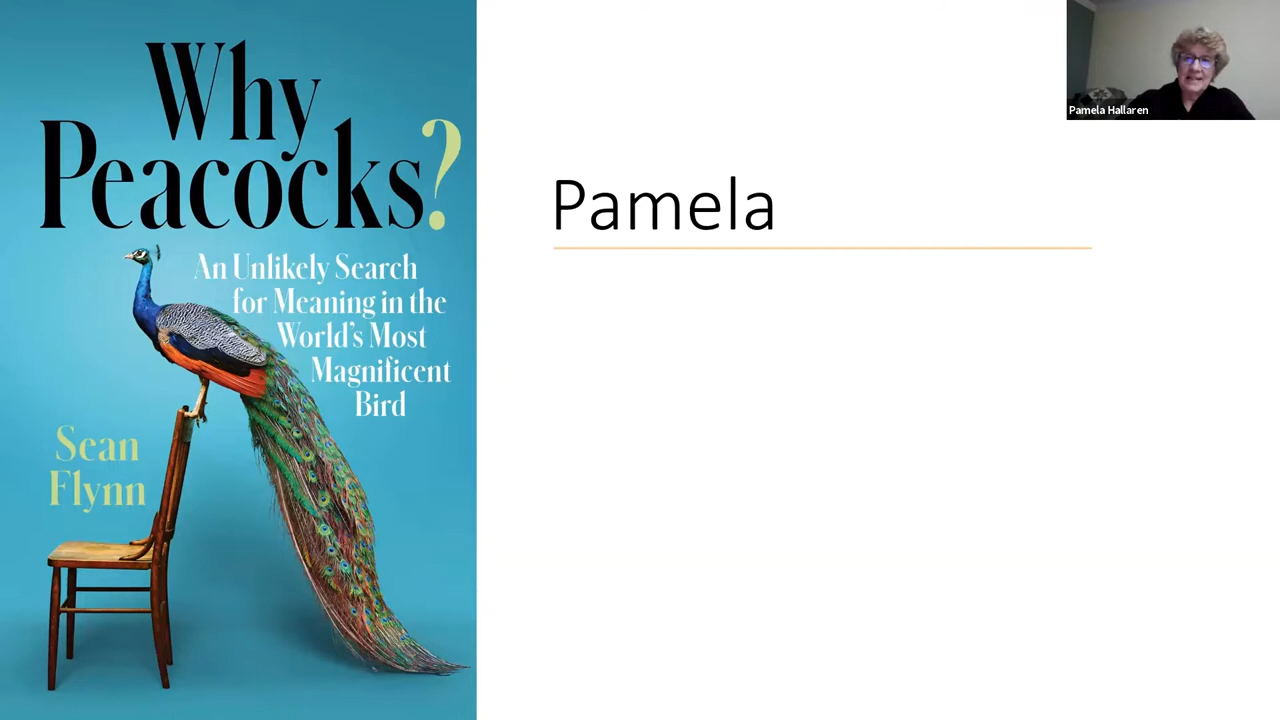 Why
Peacocks?
An Unlikely Search
for Meaning in the
World's Most
Magnificent
Bird
Sean
Flynn
Pamela
Pamela Hallaren